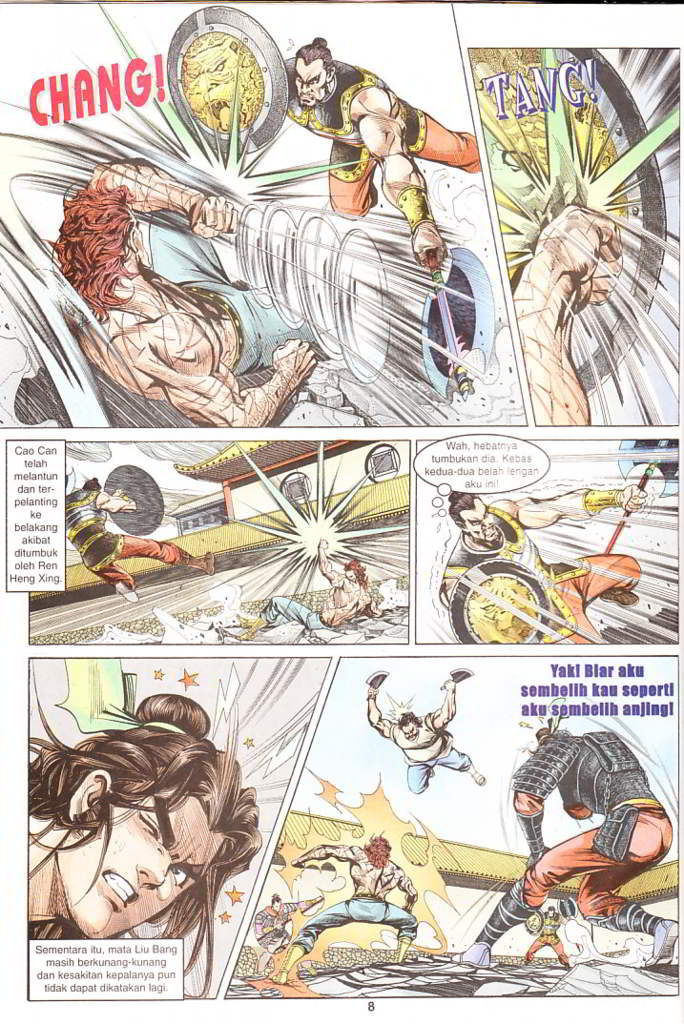 CHANG!
TANG!
Cao Can
telah
melantun
dan ter-
pelanting
ke
belakang
akibat
ditumbuk
oleh Ren
Heng Xing.
Wah, hebatnya
tumbukan dia. Kebas
kedua-dua belah lengan
aku ini!
Sementara itu, mata Liu Bang
masih berkunang-kunang
dan kesakitan kepalanya pun
tidak dapat dikatakan lagi.
Yak! Biar aku
sembelih kau seperti
aku sembelih anjing!
8